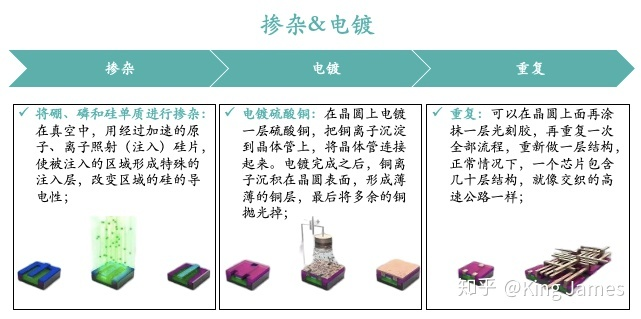 掺杂&电镀
掺杂
电镀
重复
✓ 将硼、磷和硅单质进行掺杂：
在真空中，用经过加速的原
子、离子照射（注入）硅片，
使被注入的区域形成特殊的
注入层，改变区域的硅的导
电性；
✓ 电镀硫酸铜：在晶圆上电镀
一层硫酸铜，把铜离子沉淀
到晶体管上，将晶体管连接
起来。电镀完成之后，铜离
子沉积在晶圆表面，形成薄
薄的铜层，最后将多余的铜
抛光掉；
✓ 重复：可以在晶圆上面再涂
抹一层光刻胶，再重复一次
全部流程，重新做一层结构，
正常情况下，一个芯片包含
几十层结构，就像交织的高
速公路一样；
知乎 @King James